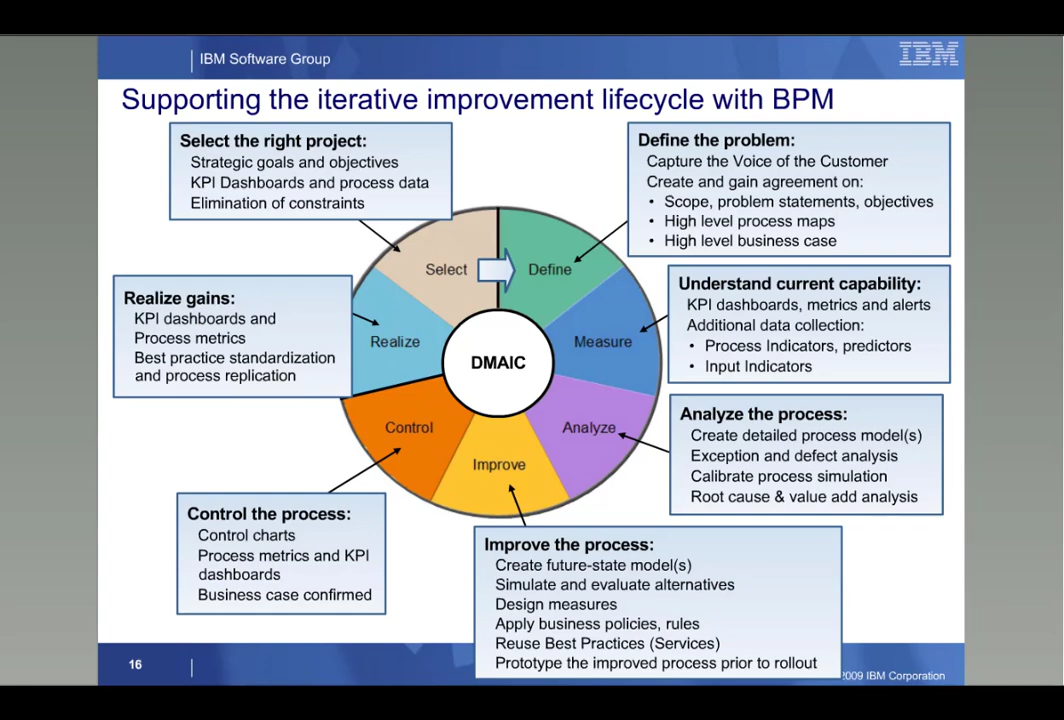 IBM Software Group
IBM
Supporting the iterative improvement lifecycle with BPM
Select the right project:
Strategic goals and objectives
KPI Dashboards and process data
Elimination of constraints
Define the problem:
Capture the Voice of the Customer
Create and gain agreement on:
• Scope, problem statements, objectives
• High level process maps
• High level business case
Realize gains:
KPI dashboards and
Process metrics
Best practice standardization
and process replication
Understand current capability:
KPI dashboards, metrics and alerts
Additional data collection:
• Process Indicators, predictors
• Input Indicators
Select
Define
Realize
Measure
DMAIC
Control
Analyze
Improve
Analyze the process:
Create detailed process model(s)
Exception and defect analysis
Calibrate process simulation
Root cause & value add analysis
Control the process:
Control charts
Process metrics and KPI
dashboards
Business case confirmed
Improve the process:
Create future-state model(s)
Simulate and evaluate alternatives
Design measures
Apply business policies, rules
Reuse Best Practices (Services)
Prototype the improved process prior to rollout
16
2009 IBM Corporation